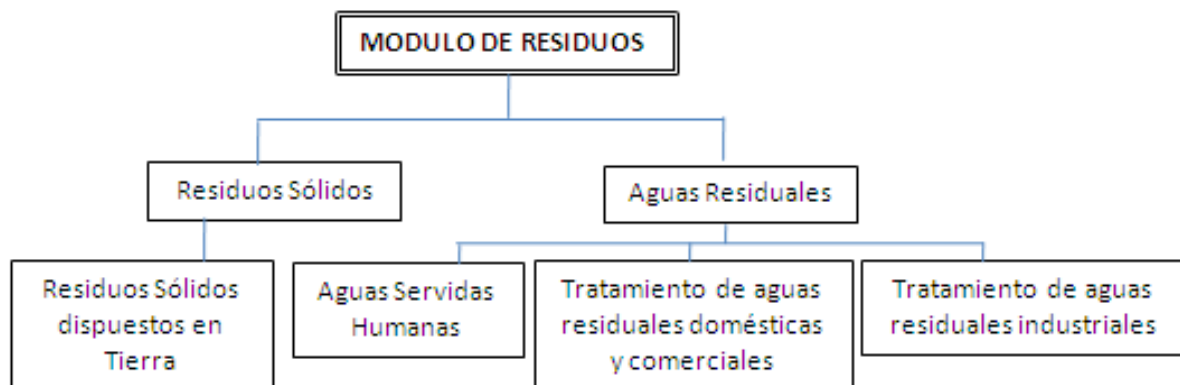 MODULO DE RESIDUOS
Residuos Sólidos
Aguas Residuales
Residuos Sólidos
dispuestos en
Tierra
Aguas Servidas
Humanas
Tratamiento de aguas
residuales domésticas
y comerciales
Tratamiento de aguas
residuales industriales